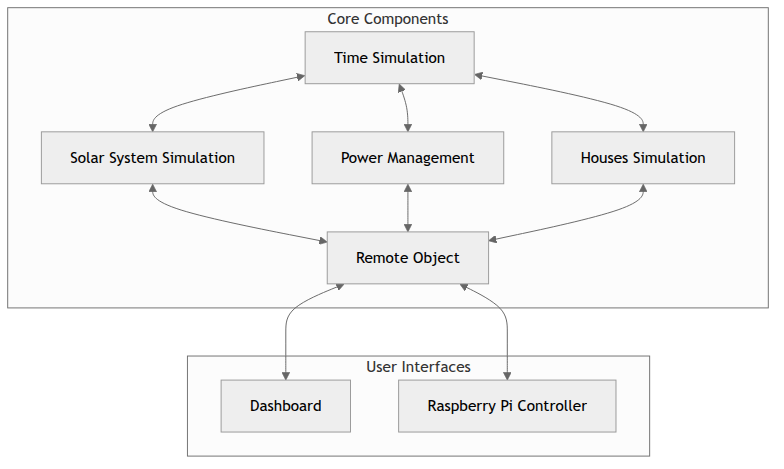 Core Components
Time Simulation
Solar System Simulation
Power Management
Houses Simulation
Remote Object
User Interfaces
Dashboard
Raspberry Pi Controller